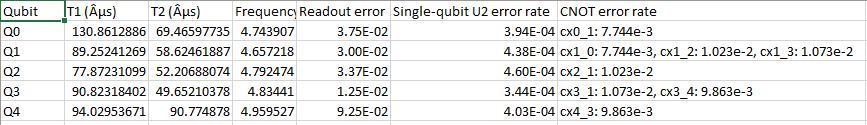 Qubit T1 (Âµs) T2 (Âµs) Frequency Readout error Single-qubit U2 error rate CNOT error rate
Q0 130.8612886 69.46597735 4.743907 3.75E-02 3.94E-04 cx0_1: 7.744e-3
Q1 89.25241269 58.62461887 4.657218 3.00E-02 4.38E-04 cx1_0: 7.744e-3, cx1_2: 1.023e-2, cx1_3: 1.073e-2
Q2 77.87231099 52.20688074 4.792474 3.37E-02 4.60E-04 cx2_1: 1.023e-2
Q3 90.82318402 49.65210378 4.83441 1.25E-02 3.44E-04 cx3_1: 1.073e-2, cx3_4: 9.863e-3
Q4 94.02953671 90.774878 4.959527 9.25E-02 4.03E-04 cx4_3: 9.863e-3